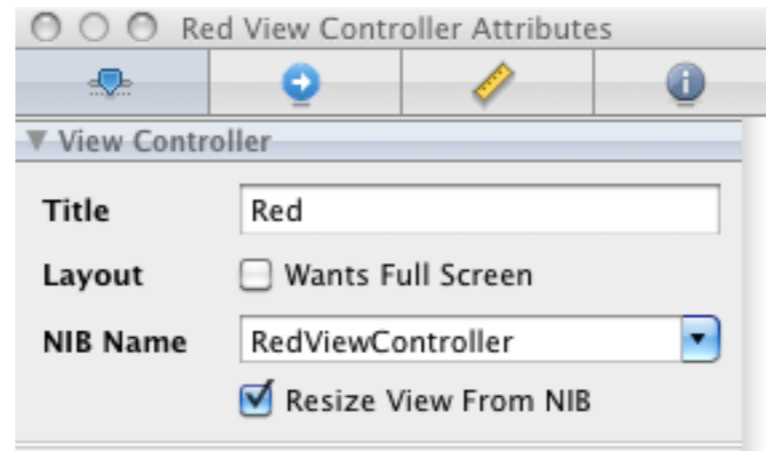 Red View Controller Attributes
View Controller
Title Red
Layout Wants Full Screen
NIB Name RedViewController
Resize View From NIB